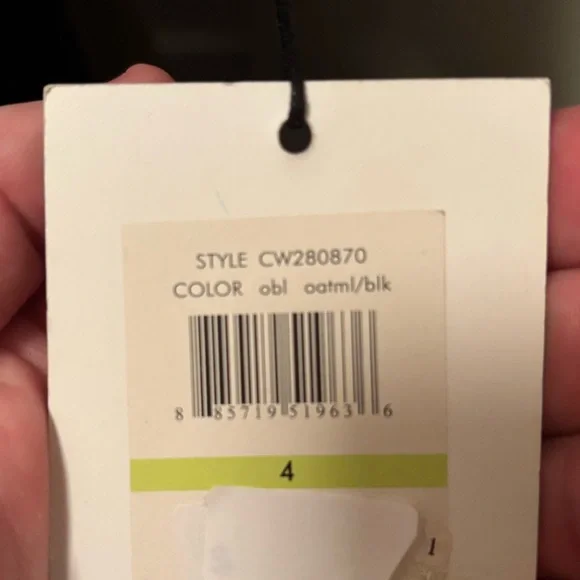 STYLE CW280870
COLOR obl oatml/blk
8 85719 51963 6
4
1